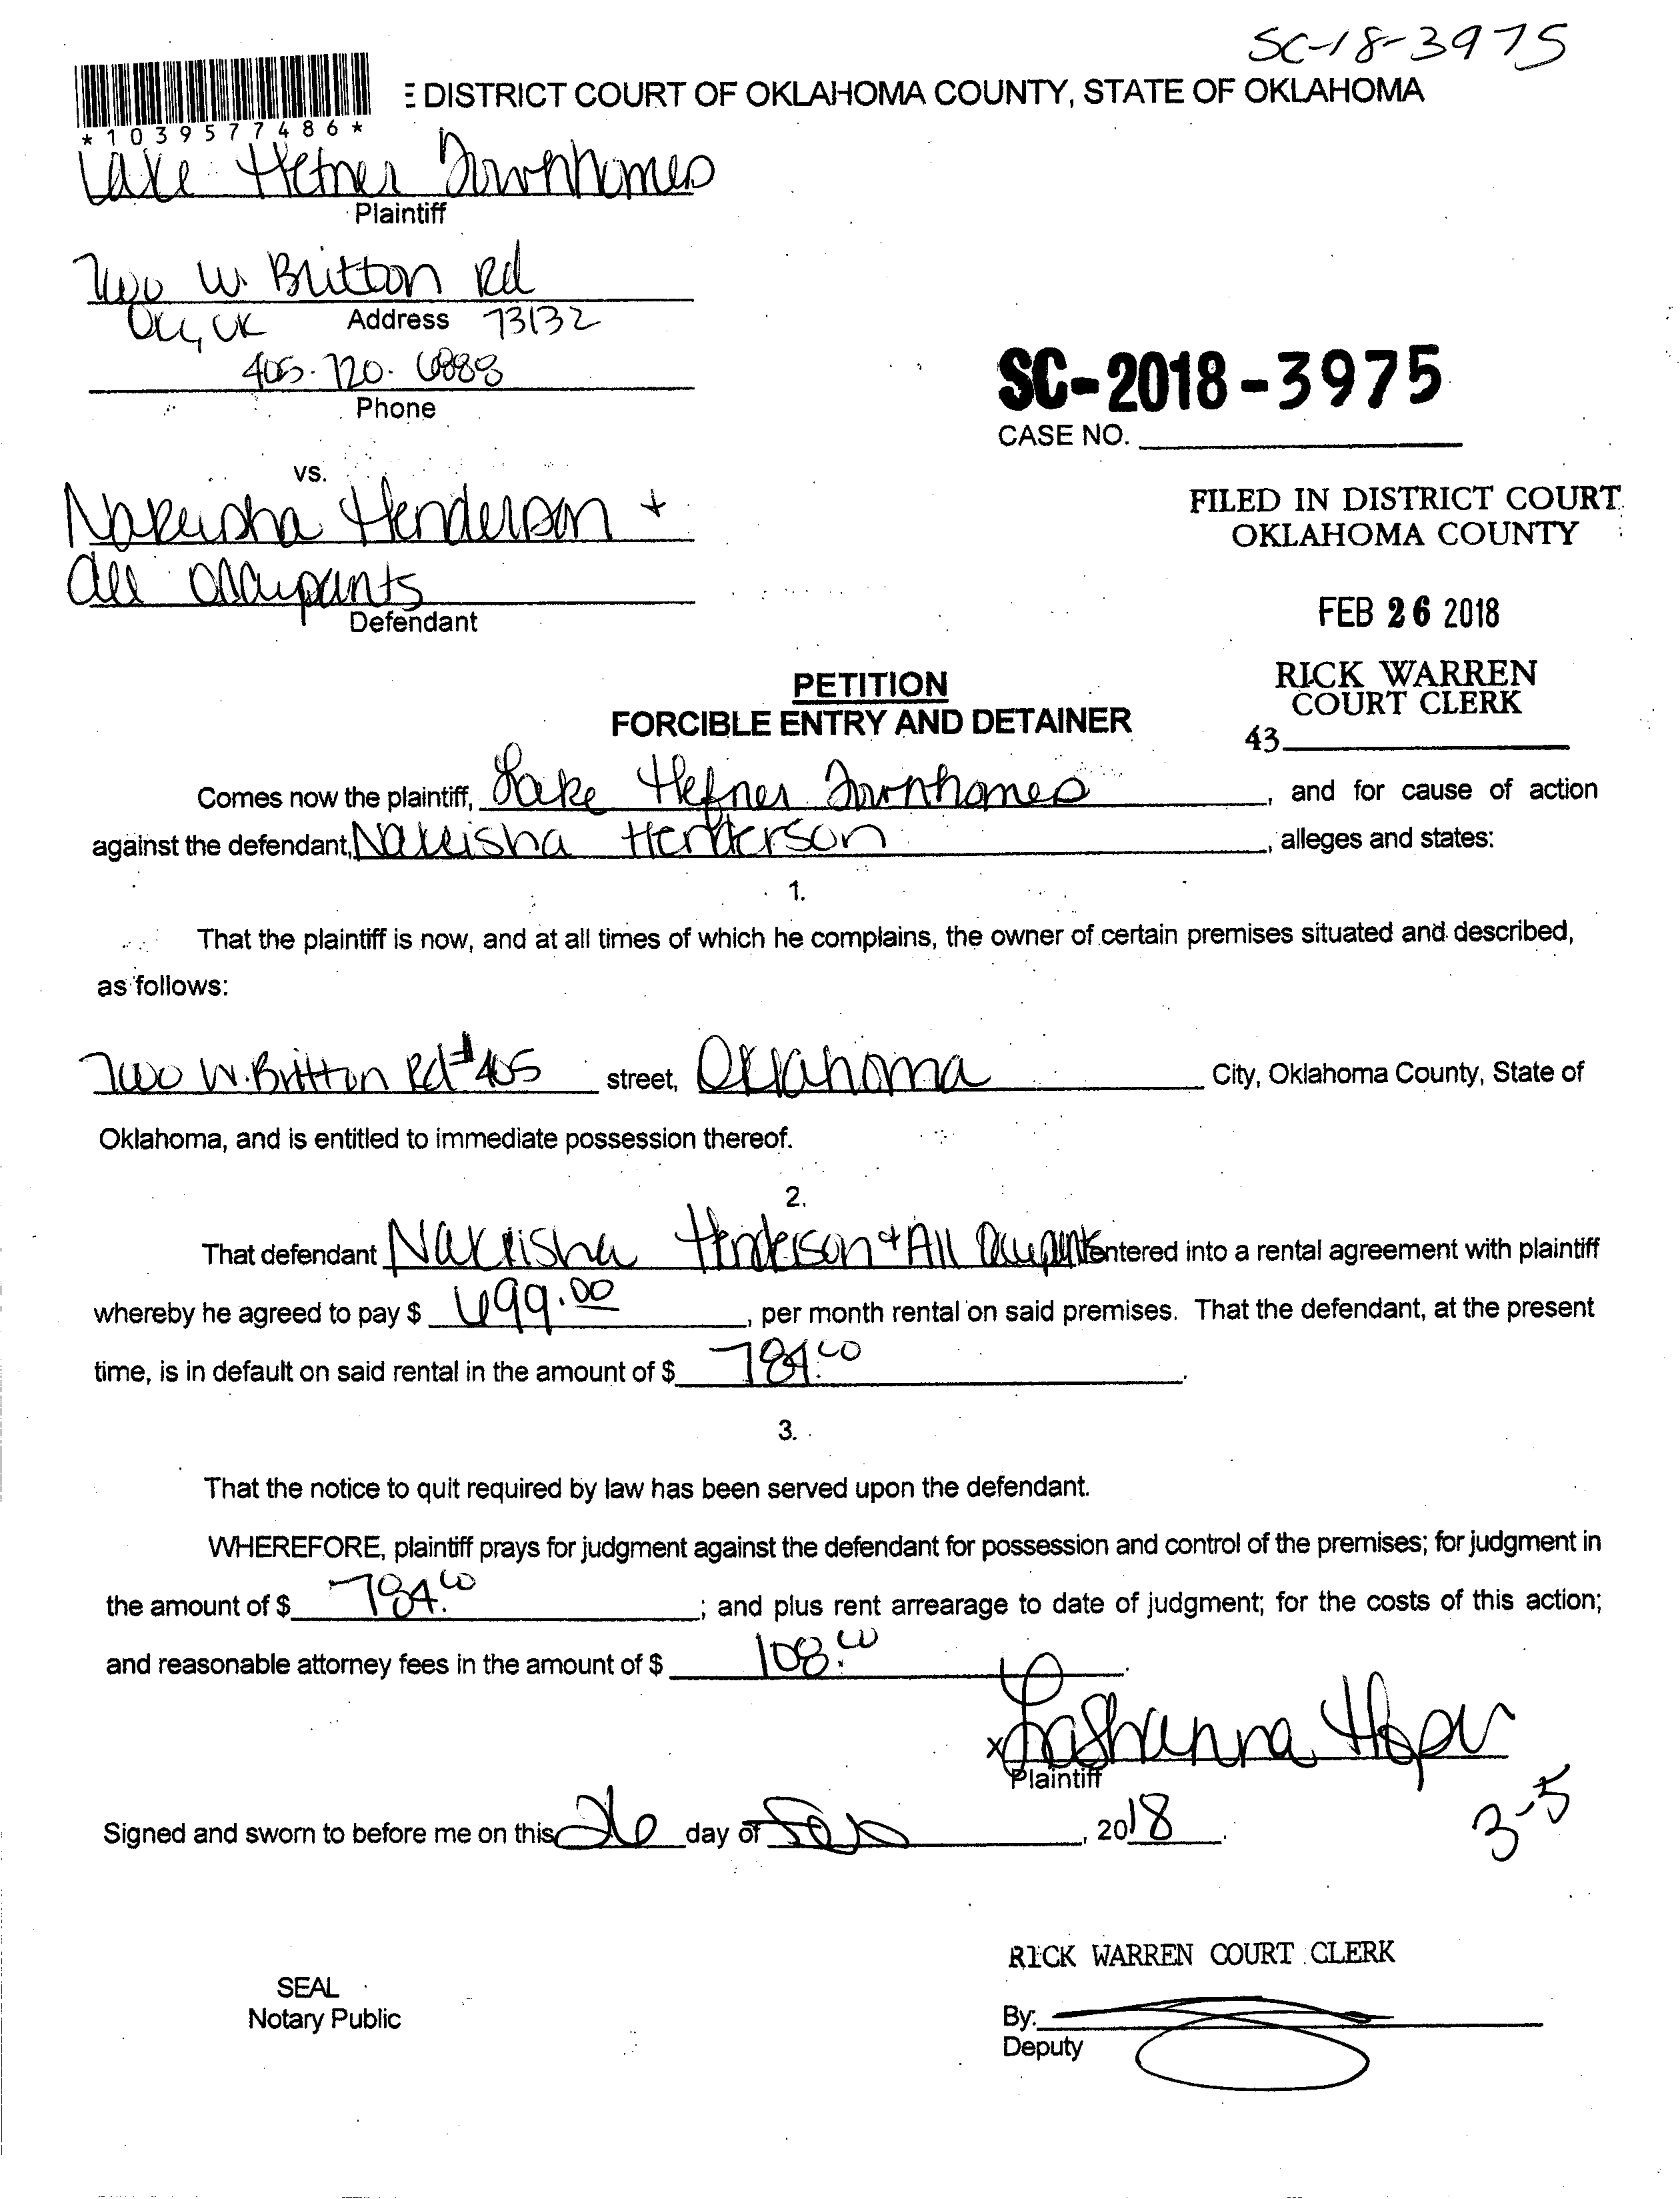 SC-18-3975
E DISTRICT COURT OF OKLAHOMA COUNTY, STATE OF OKLAHOMA
*1039577486*
Lake Hefner Townhomes
Plaintiff
W. Britton Rd
OKC, OK Address 73132
405-720-6888
Phone
SC-2018-3975
CASE NO.
vs.
Nakeisha Henderson +
all occupants
Defendant
FILED IN DISTRICT COURT
OKLAHOMA COUNTY
FEB 26 2018
RICK WARREN
COURT CLERK
43
PETITION
FORCIBLE ENTRY AND DETAINER
Comes now the plaintiff, Lake Hefner Townhomes, and for cause of action
against the defendant, Nakeisha Henderson, alleges and states:
1.
That the plaintiff is now, and at all times of which he complains, the owner of certain premises situated and described,
as follows:
W. Britton Rd #405 street, Oklahoma City, Oklahoma County, State of
Oklahoma, and is entitled to immediate possession thereof.
2.
That defendant Nakeisha Henderson + All Occupants entered into a rental agreement with plaintiff
whereby he agreed to pay $ 699.00, per month rental on said premises. That the defendant, at the present
time, is in default on said rental in the amount of $ 784.00.
3.
That the notice to quit required by law has been served upon the defendant.
WHEREFORE, plaintiff prays for judgment against the defendant for possession and control of the premises; for judgment in
the amount of $ 784.00; and plus rent arrearage to date of judgment; for the costs of this action;
and reasonable attorney fees in the amount of $ 108.00.
x Lashanna
Plaintiff
3-5
Signed and sworn to before me on this 26 day of Feb, 2018.
RICK WARREN COURT CLERK
SEAL
Notary Public
By:
Deputy